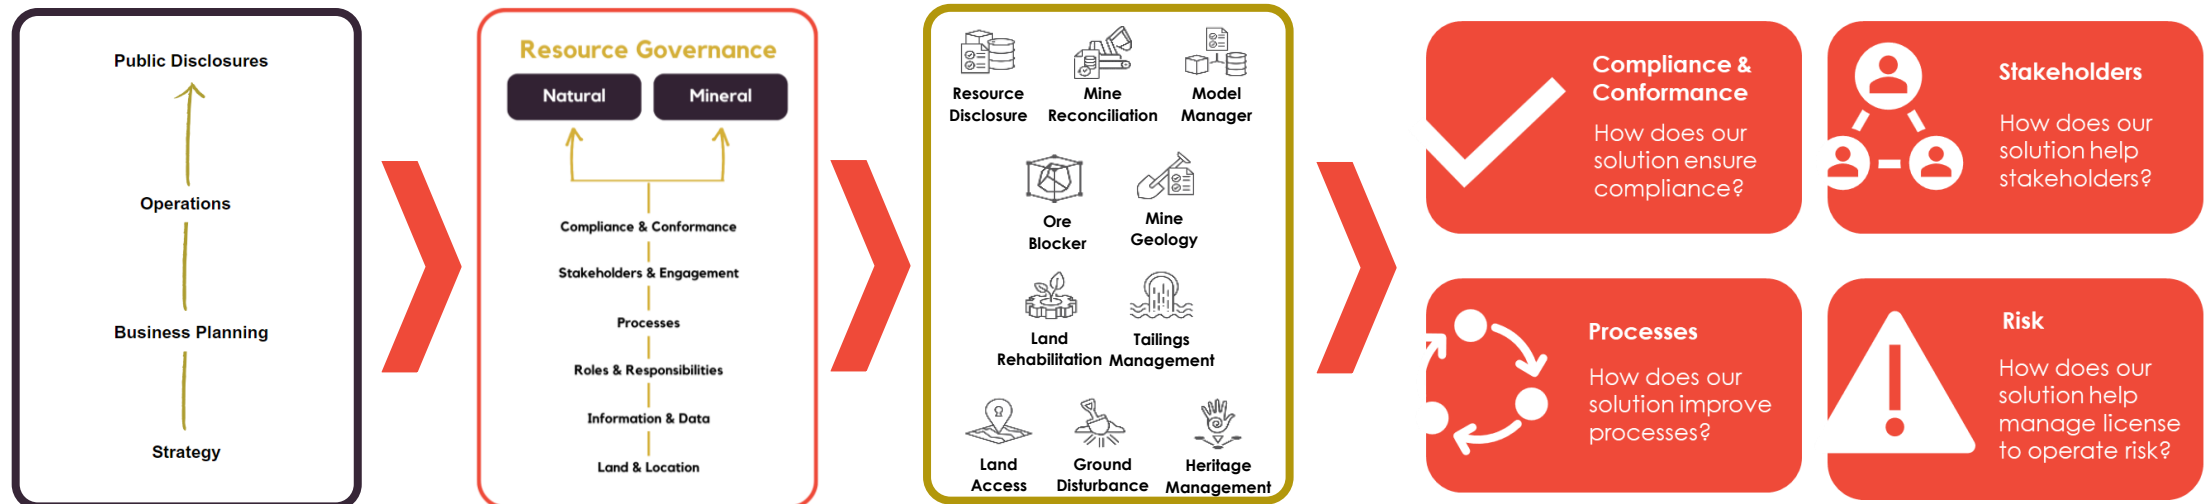 Public Disclosures
Operations
Business Planning
Strategy
Resource Governance
Natural
Mineral
Compliance & Conformance
Stakeholders & Engagement
Processes
Roles & Responsibilities
Information & Data
Land & Location
Resource
Disclosure
Mine
Reconciliation
Model
Manager
Ore
Blocker
Mine
Geology
Land
Rehabilitation
Tailings
Management
Land
Access
Ground
Disturbance
Heritage
Management
Compliance &
Conformance
How does our
solution ensure
compliance?
Stakeholders
How does our
solution help
stakeholders?
Processes
How does our
solution improve
processes?
Risk
How does our
solution help
manage license
to operate risk?